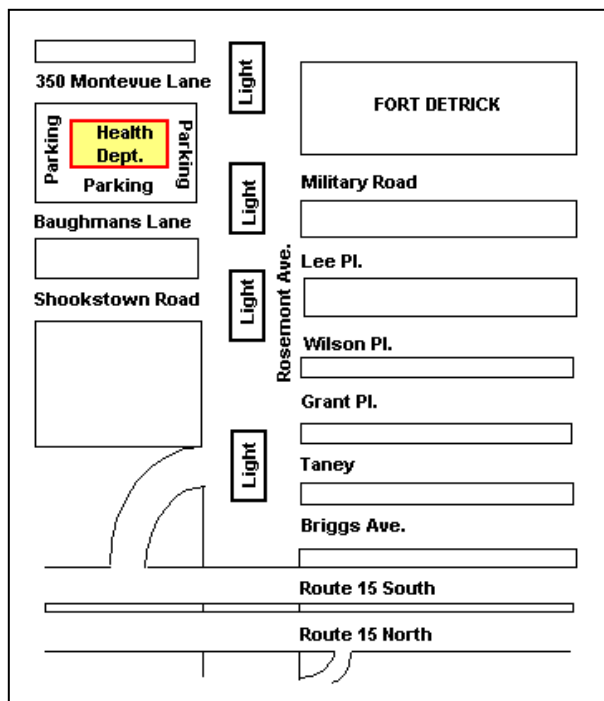 350 Montevue Lane
Light
FORT DETRICK
Parking
Health
Dept.
Parking
Parking
Light
Military Road
Baughmans Lane
Rosemont Ave.
Lee Pl.
Light
Shookstown Road
Wilson Pl.
Grant Pl.
Light
Taney
Briggs Ave.
Route 15 South
Route 15 North